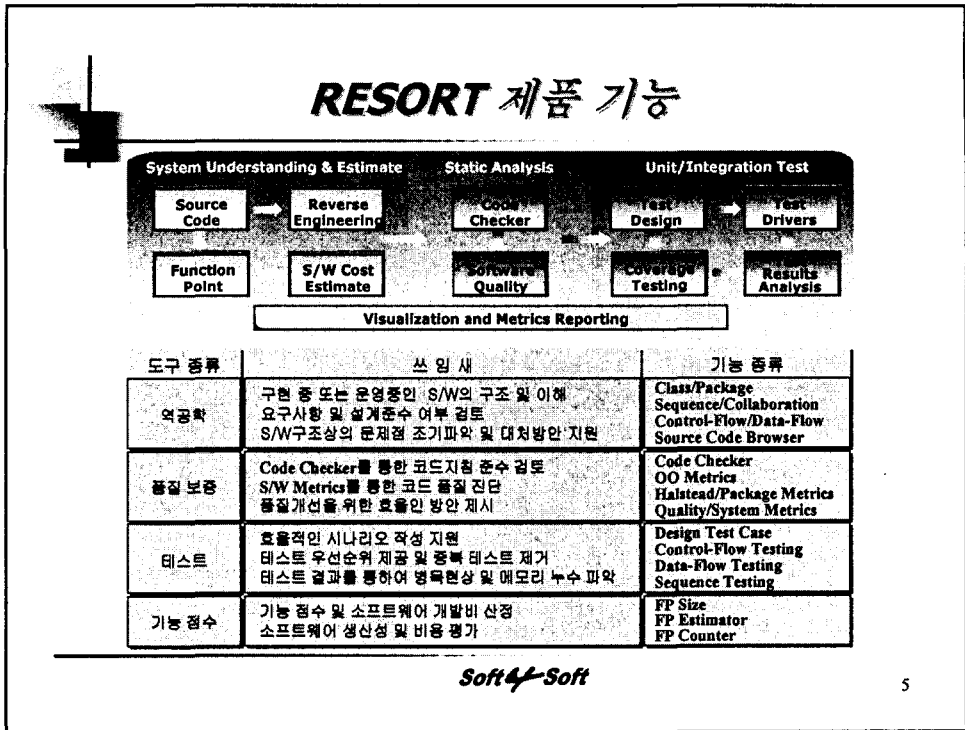 RESORT 제품 기능
System Understanding & Estimate
Static Analysis
Unit/Integration Test
Source Code
Reverse Engineering
Code Checker
Test Design
Test Drivers
Function Point
S/W Cost Estimate
Software Quality
Coverage Testing
Results Analysis
Visualization and Metrics Reporting
도구 종류
쓰 임 새
기능 종류
역공학
구현 중 또는 운영중인 S/W의 구조 및 이해
요구사항 및 설계준수 여부 검토
S/W구조상의 문제점 조기파악 및 대처방안 지원
Class/Package
Sequence/Collaboration
Control-Flow/Data-Flow
Source Code Browser
품질 보증
Code Checker를 통한 코드지침 준수 검토
S/W Metrics를 통한 코드 품질 진단
품질개선을 위한 효율인 방안 제시
Code Checker
OO Metrics
Halstead/Package Metrics
Quality/System Metrics
테스트
효율적인 시나리오 작성 지원
테스트 우선순위 제공 및 중복 테스트 제거
테스트 결과를 통하여 병목현상 및 메모리 누수 파악
Design Test Case
Control-Flow Testing
Data-Flow Testing
Sequence Testing
기능 점수
기능 점수 및 소프트웨어 개발비 산정
소프트웨어 생산성 및 비용 평가
FP Size
FP Estimator
FP Counter
Soft4Soft
5